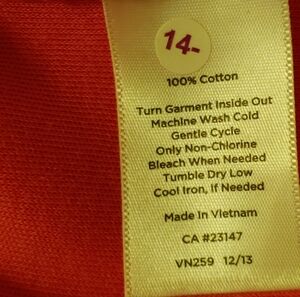 14-
100% Cotton
Turn Garment Inside Out
Machine Wash Cold
Gentle Cycle
Only Non-Chlorine
Bleach When Needed
Tumble Dry Low
Cool Iron, If Needed
Made In Vietnam
CA #23147
VN259 12/13